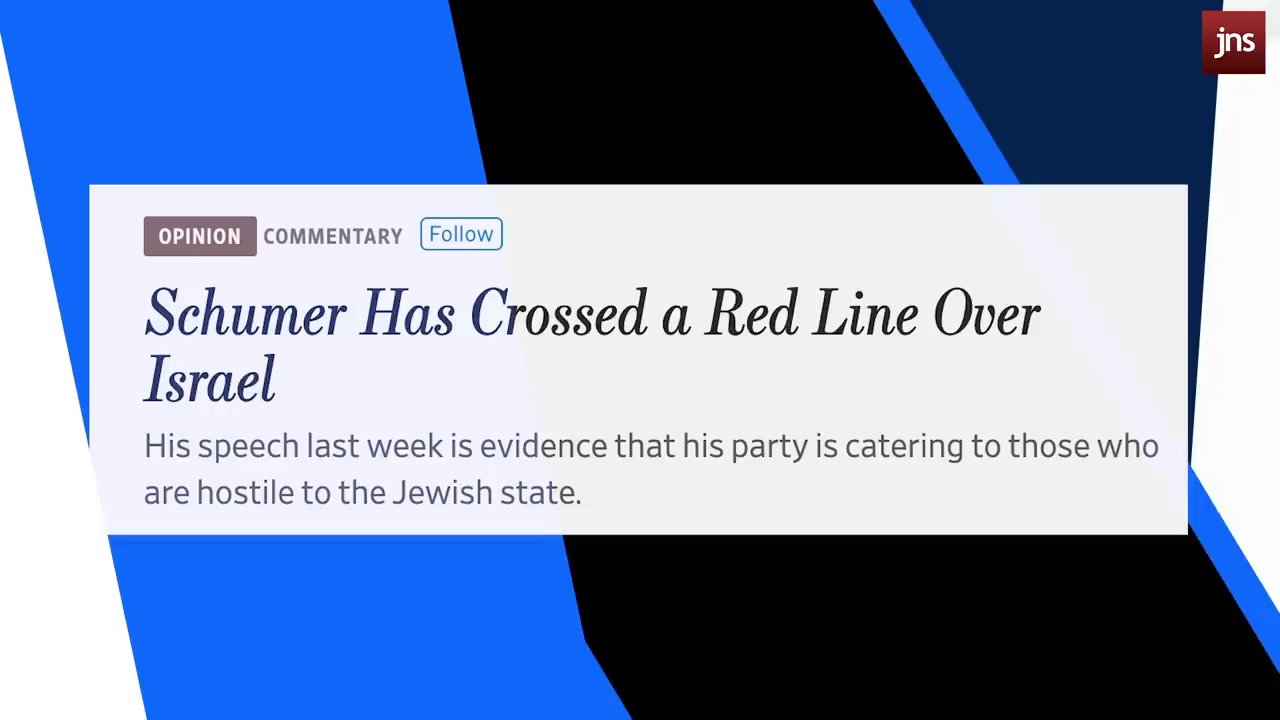 jns
OPINION COMMENTARY Follow
Schumer Has Crossed a Red Line Over
Israel
His speech last week is evidence that his party is catering to those who
are hostile to the Jewish state.